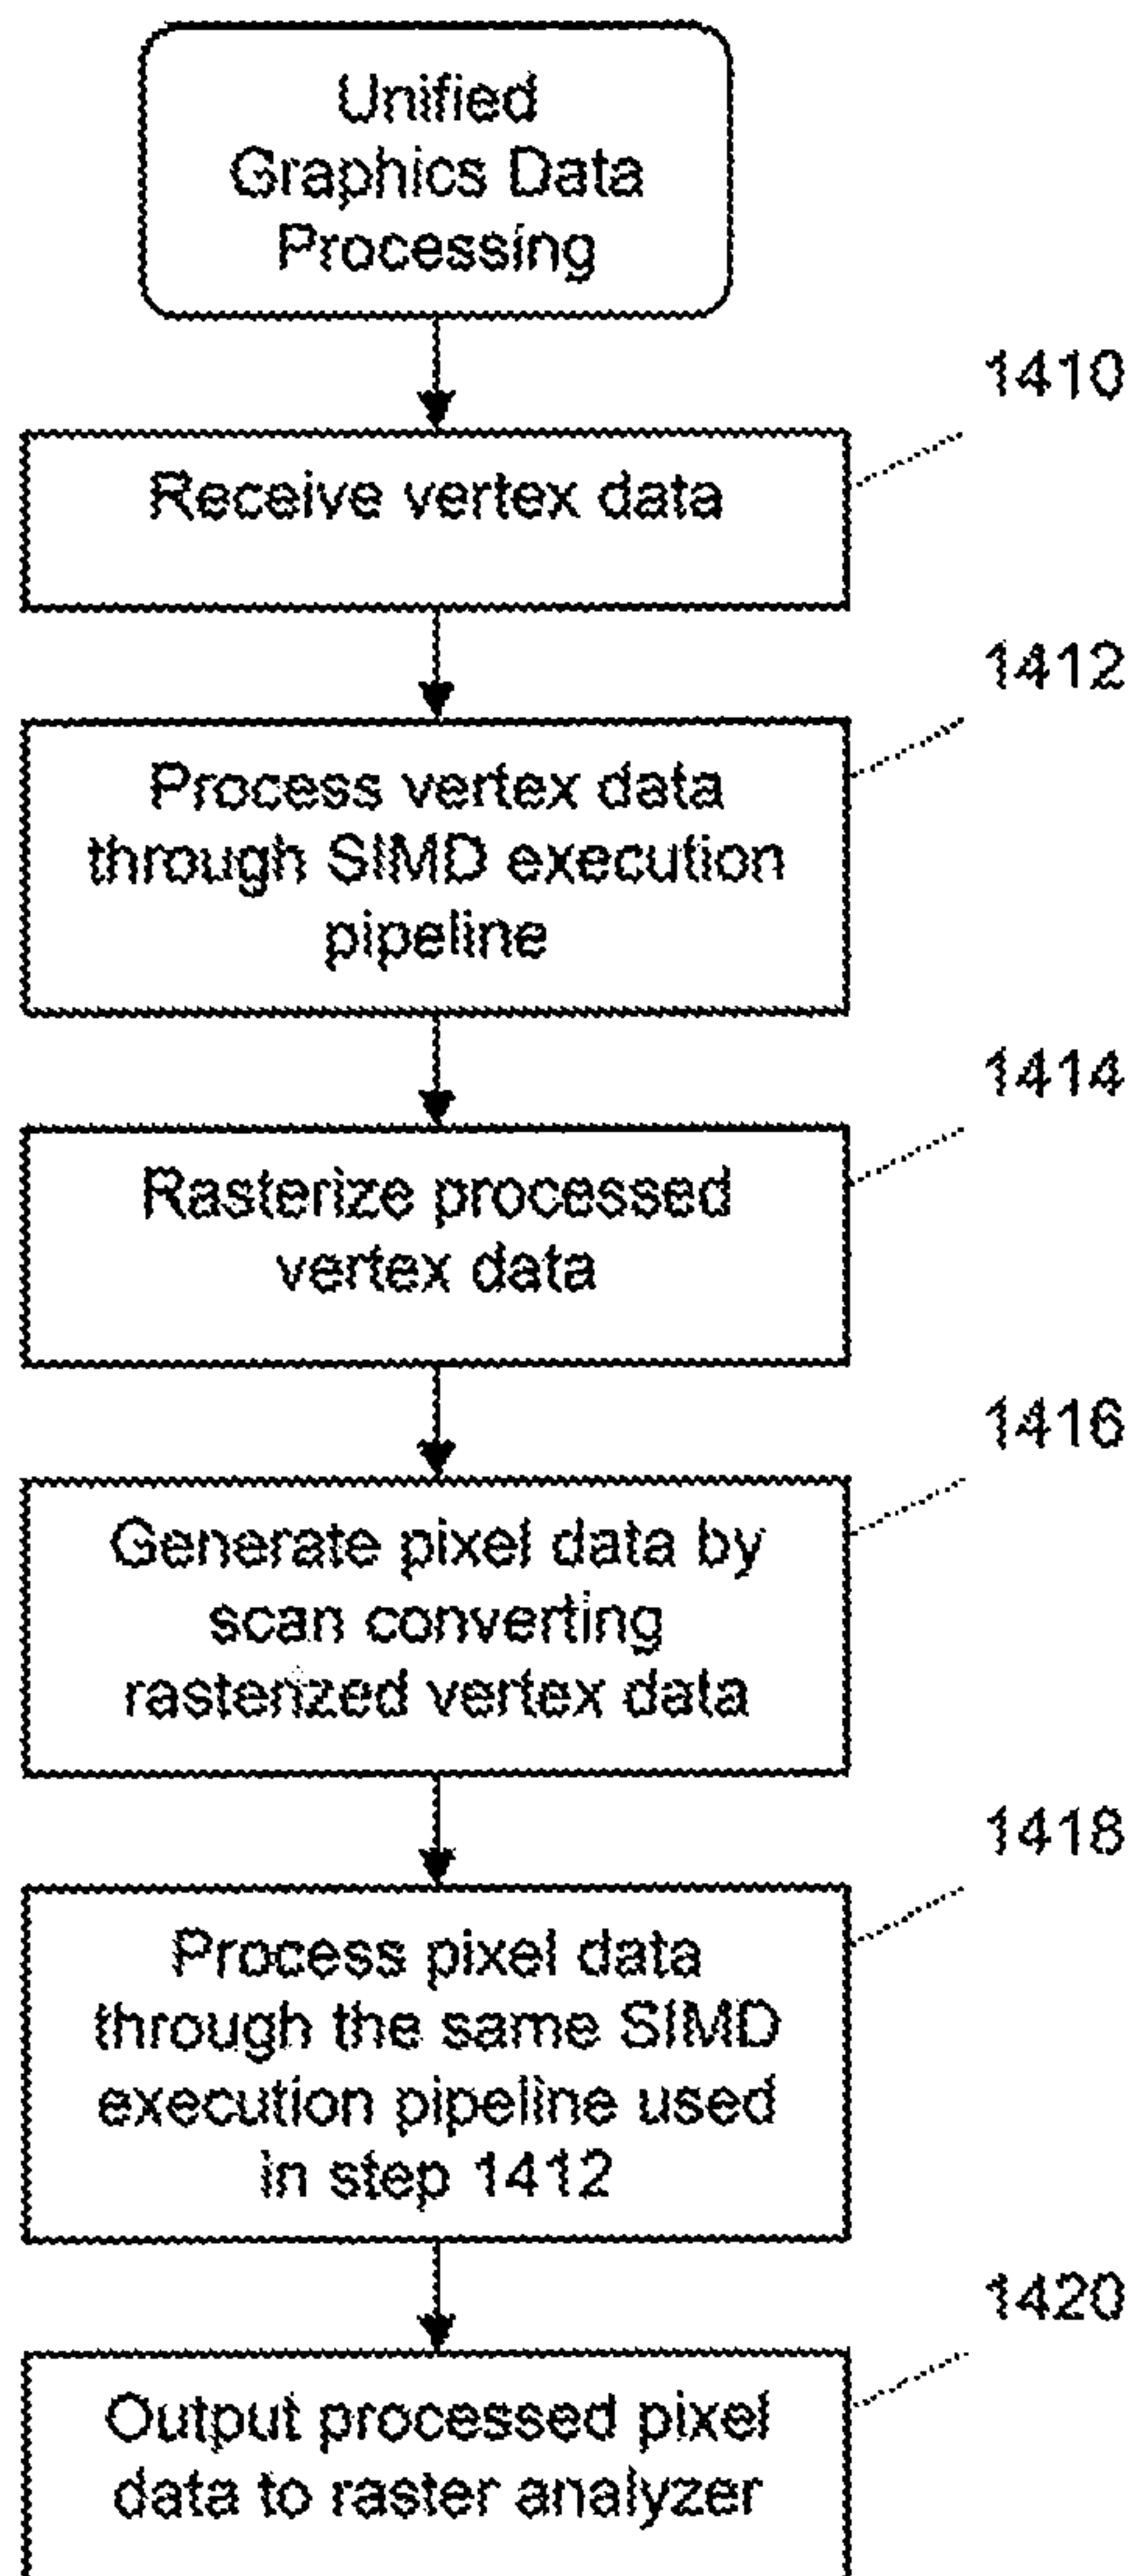 Unified
Graphics Data
Processing
1410
Receive vertex data
1412
Process vertex data
through SIMD execution
pipeline
1414
Rasterize processed
vertex data
1416
Generate pixel data by
scan converting
rasterized vertex data
1418
Process pixel data
through the same SIMD
execution pipeline used
in step 1412
1420
Output processed pixel
data to raster analyzer